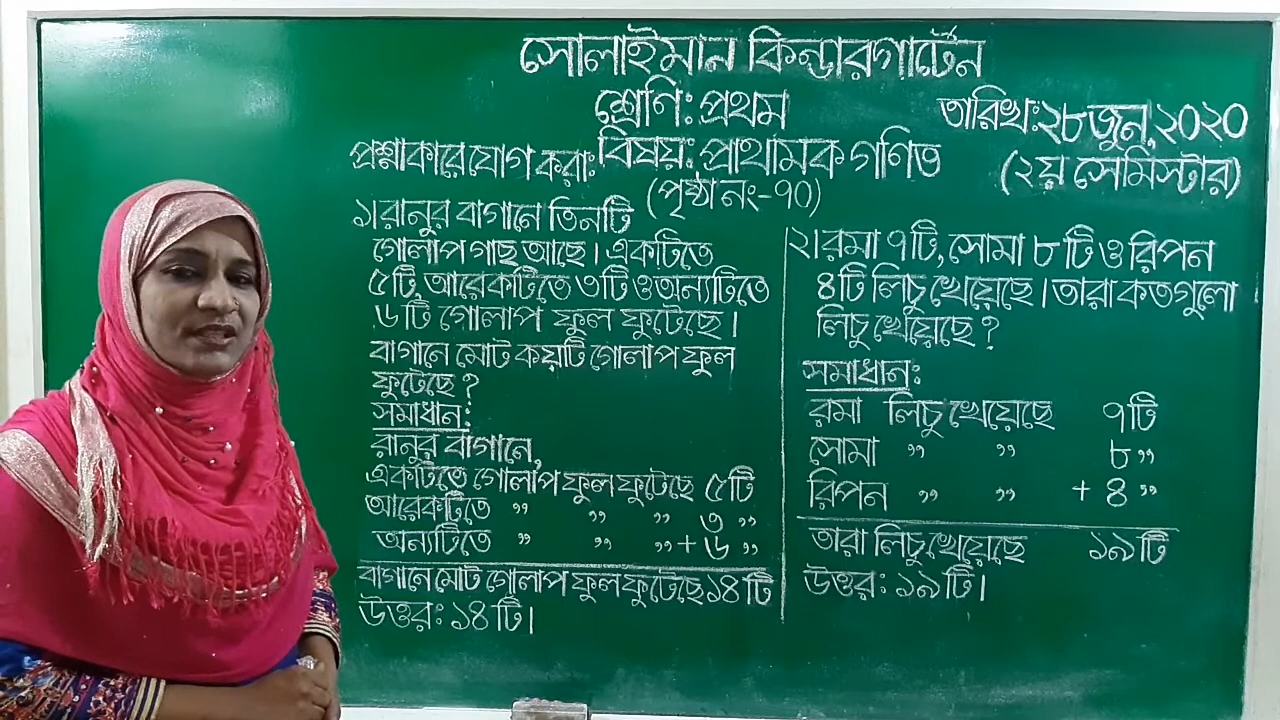 সোলাইমান কিন্ডারগার্টেন
শ্রেণি: প্রথম
তারিখ: ২৮ জুন, ২০২০
প্রশ্নাকারে যোগ করা:
বিষয়: প্রাথমিক গণিত
(২য় সেমিস্টার)
(পৃষ্ঠা নং-৭০)
১। রানুর বাগানে তিনটি
গোলাপ গাছ আছে। একটিতে
৫টি, আরেকটিতে ৩টি ও অন্যটিতে
৬টি গোলাপ ফুল ফুটেছে।
বাগানে মোট কয়টি গোলাপ ফুল
ফুটেছে?
সমাধান:
রানুর বাগানে,
একটিতে গোলাপ ফুল ফুটেছে ৫টি
আরেকটিতে ,, ,, ,, ৩ ,,
অন্যটিতে ,, ,, ,, + ৬ ,,
বাগানে মোট গোলাপ ফুল ফুটেছে ১৪টি
উত্তর: ১৪টি।
২। রমা ৭টি, সোমা ৮টি ও রিপন
৪টি লিচু খেয়েছে। তারা কতগুলো
লিচু খেয়েছে?
সমাধান:
রমা লিচু খেয়েছে ৭টি
সোমা ,, ,, ৮ ,,
রিপন ,, ,, + ৪ ,,
তারা লিচু খেয়েছে ১৯টি
উত্তর: ১৯টি।